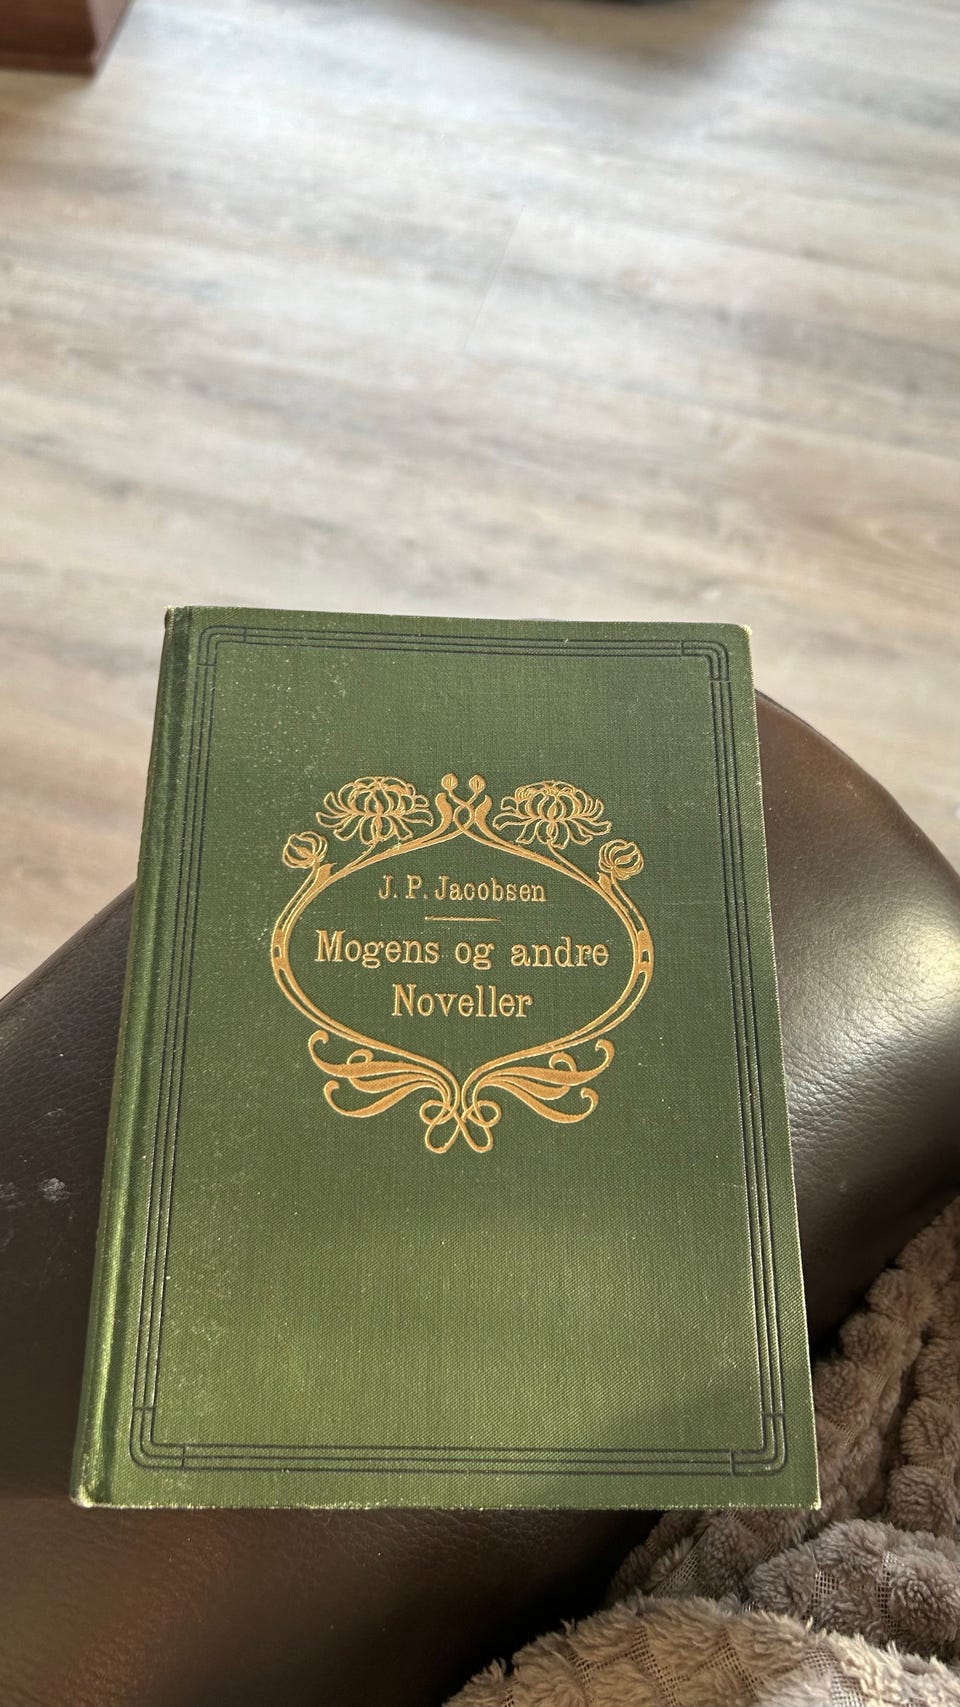 J. P. Jacobsen
Mogens og andre
Noveller